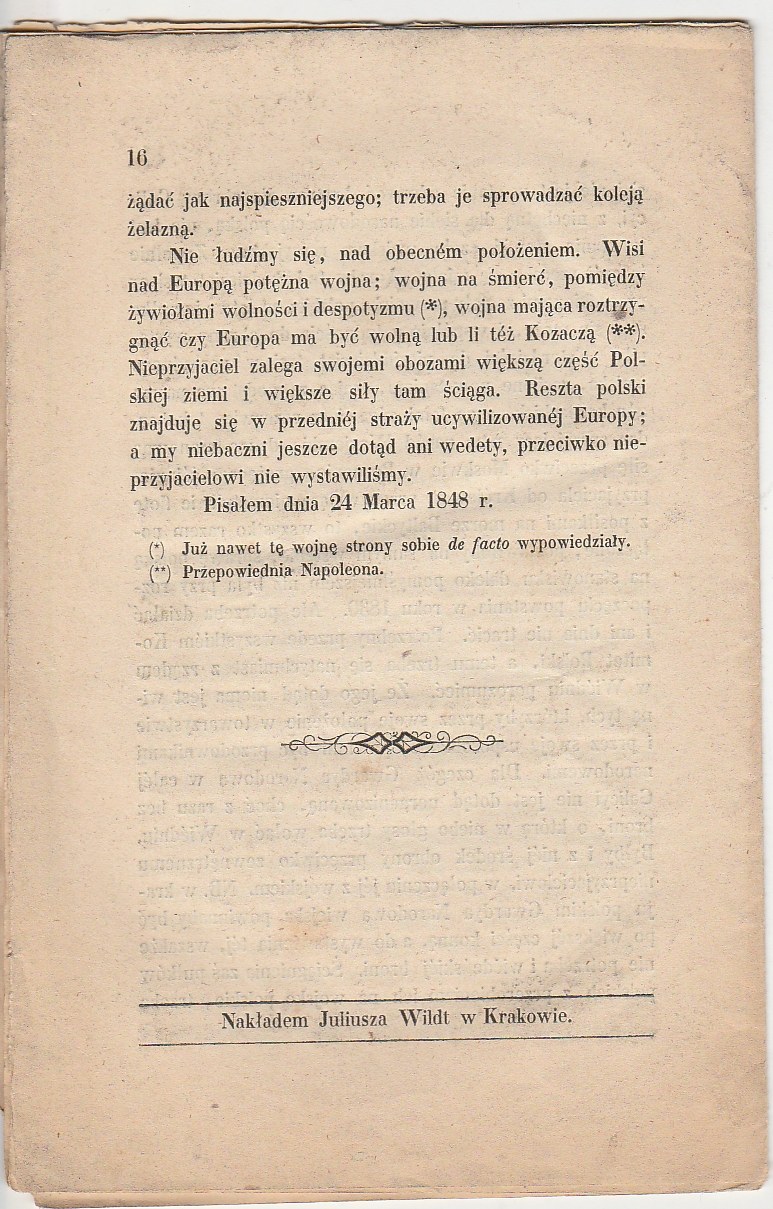 16
żądać jak najspieszniejszego; trzeba je sprowadzać koleją
żelazną.
Nie łudźmy się, nad obecném położeniem. Wisi
nad Europą potężna wojna; wojna na śmierć, pomiędzy
żywiołami wolności i despotyzmu (*), wojna mająca roztrzy-
gnąć czy Europa ma być wolną lub li téż Kozaczą (**).
Nieprzyjaciel zalega swojemi obozami większą część Pol-
skiej ziemi i większe siły tam ściąga. Reszta polski
znajduje się w przedniéj straży ucywilizowanéj Europy;
a my niebaczni jeszcze dotąd ani wedety, przeciwko nie-
przyjacielowi nie wystawiliśmy.
Pisałem dnia 24 Marca 1848 r.
(*) Już nawet tę wojnę strony sobie de facto wypowiedziały.
(**) Przepowiednia Napoleona.
Nakładem Juliusza Wildt w Krakowie.